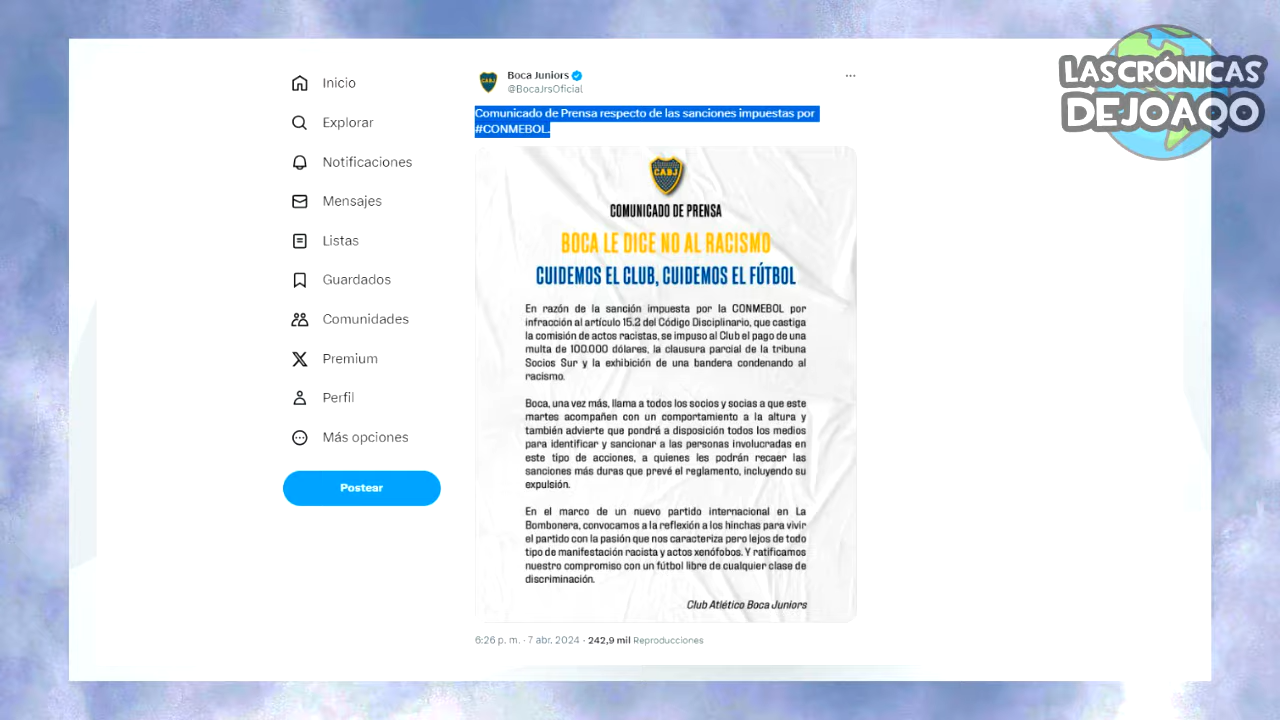 LAS CRÓNICAS
DE JOAQO
Inicio
Explorar
Notificaciones
Mensajes
Listas
Guardados
Comunidades
Premium
Perfil
Más opciones
Postear
Boca Juniors
@BocaJrsOficial
Comunicado de Prensa respecto de las sanciones impuestas por
#CONMEBOL.
CABJ
CABJ
COMUNICADO DE PRENSA
BOCA LE DICE NO AL RACISMO
CUIDEMOS EL CLUB, CUIDEMOS EL FÚTBOL
En razón de la sanción impuesta por la CONMEBOL por
infracción al artículo 15.2 del Código Disciplinario, que castiga
la comisión de actos racistas, se impuso al Club el pago de una
multa de 100.000 dólares, la clausura parcial de la tribuna
Socios Sur y la exhibición de una bandera condenando al
racismo.
Boca, una vez más, llama a todos los socios y socias a que este
martes acompañen con un comportamiento a la altura y
también advierte que pondrá a disposición todos los medios
para identificar y sancionar a las personas involucradas en
este tipo de acciones, a quienes les podrán recaer las
sanciones más duras que prevé el reglamento, incluyendo su
expulsión.
En el marco de un nuevo partido internacional en La
Bombonera, convocamos a la reflexión a los hinchas para vivir
el partido con la pasión que nos caracteriza pero lejos de todo
tipo de manifestación racista y actos xenófobos. Y ratificamos
nuestro compromiso con un fútbol libre de cualquier clase de
discriminación.
Club Atlético Boca Juniors
6:26 p. m. · 7 abr. 2024 · 242,9 mil Reproducciones